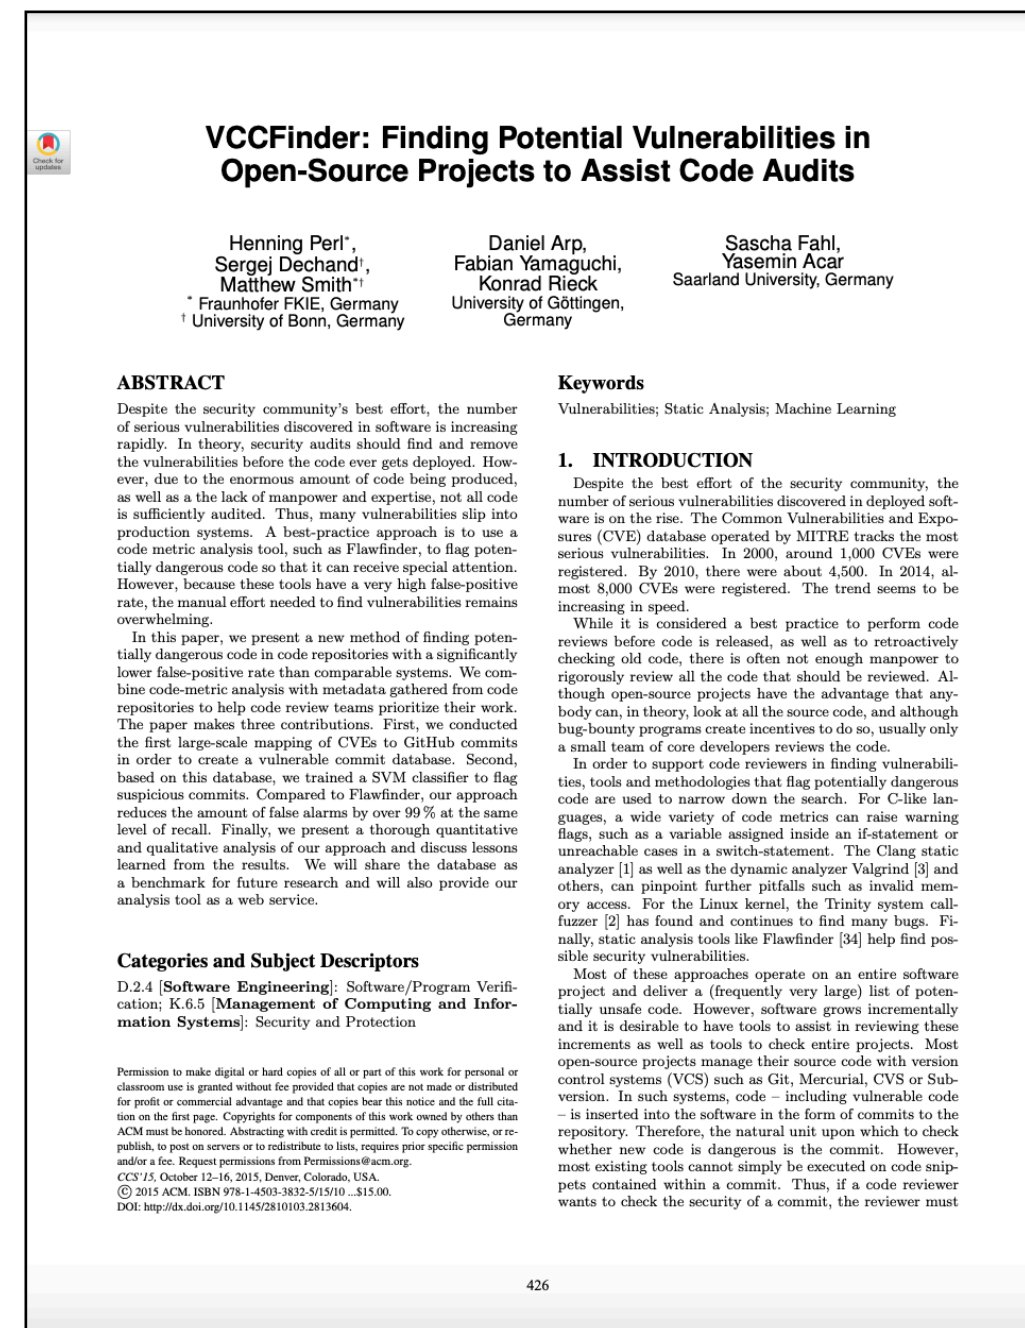 Check for
updates
VCCFinder: Finding Potential Vulnerabilities in
Open-Source Projects to Assist Code Audits
Henning Perl*,
Sergej Dechand†,
Matthew Smith*†
* Fraunhofer FKIE, Germany
† University of Bonn, Germany
Daniel Arp,
Fabian Yamaguchi,
Konrad Rieck
University of Göttingen,
Germany
Sascha Fahl,
Yasemin Acar
Saarland University, Germany
ABSTRACT
Despite the security community's best effort, the number
of serious vulnerabilities discovered in software is increasing
rapidly. In theory, security audits should find and remove
the vulnerabilities before the code ever gets deployed. How-
ever, due to the enormous amount of code being produced,
as well as a the lack of manpower and expertise, not all code
is sufficiently audited. Thus, many vulnerabilities slip into
production systems. A best-practice approach is to use a
code metric analysis tool, such as Flawfinder, to flag poten-
tially dangerous code so that it can receive special attention.
However, because these tools have a very high false-positive
rate, the manual effort needed to find vulnerabilities remains
overwhelming.
In this paper, we present a new method of finding poten-
tially dangerous code in code repositories with a significantly
lower false-positive rate than comparable systems. We com-
bine code-metric analysis with metadata gathered from code
repositories to help code review teams prioritize their work.
The paper makes three contributions. First, we conducted
the first large-scale mapping of CVEs to GitHub commits
in order to create a vulnerable commit database. Second,
based on this database, we trained a SVM classifier to flag
suspicious commits. Compared to Flawfinder, our approach
reduces the amount of false alarms by over 99 % at the same
level of recall. Finally, we present a thorough quantitative
and qualitative analysis of our approach and discuss lessons
learned from the results. We will share the database as
a benchmark for future research and will also provide our
analysis tool as a web service.
Categories and Subject Descriptors
D.2.4 [Software Engineering]: Software/Program Verifi-
cation; K.6.5 [Management of Computing and Infor-
mation Systems]: Security and Protection
Permission to make digital or hard copies of all or part of this work for personal or
classroom use is granted without fee provided that copies are not made or distributed
for profit or commercial advantage and that copies bear this notice and the full cita-
tion on the first page. Copyrights for components of this work owned by others than
ACM must be honored. Abstracting with credit is permitted. To copy otherwise, or re-
publish, to post on servers or to redistribute to lists, requires prior specific permission
and/or a fee. Request permissions from Permissions@acm.org.
CCS'15, October 12–16, 2015, Denver, Colorado, USA.
© 2015 ACM. ISBN 978-1-4503-3832-5/15/10 ...$15.00.
DOI: http://dx.doi.org/10.1145/2810103.2813604.
Keywords
Vulnerabilities; Static Analysis; Machine Learning
1. INTRODUCTION
Despite the best effort of the security community, the
number of serious vulnerabilities discovered in deployed soft-
ware is on the rise. The Common Vulnerabilities and Expo-
sures (CVE) database operated by MITRE tracks the most
serious vulnerabilities. In 2000, around 1,000 CVEs were
registered. By 2010, there were about 4,500. In 2014, al-
most 8,000 CVEs were registered. The trend seems to be
increasing in speed.
While it is considered a best practice to perform code
reviews before code is released, as well as to retroactively
checking old code, there is often not enough manpower to
rigorously review all the code that should be reviewed. Al-
though open-source projects have the advantage that any-
body can, in theory, look at all the source code, and although
bug-bounty programs create incentives to do so, usually only
a small team of core developers reviews the code.
In order to support code reviewers in finding vulnerabili-
ties, tools and methodologies that flag potentially dangerous
code are used to narrow down the search. For C-like lan-
guages, a wide variety of code metrics can raise warning
flags, such as a variable assigned inside an if-statement or
unreachable cases in a switch-statement. The Clang static
analyzer [1] as well as the dynamic analyzer Valgrind [3] and
others, can pinpoint further pitfalls such as invalid mem-
ory access. For the Linux kernel, the Trinity system call-
fuzzer [2] has found and continues to find many bugs. Fi-
nally, static analysis tools like Flawfinder [34] help find pos-
sible security vulnerabilities.
Most of these approaches operate on an entire software
project and deliver a (frequently very large) list of poten-
tially unsafe code. However, software grows incrementally
and it is desirable to have tools to assist in reviewing these
increments as well as tools to check entire projects. Most
open-source projects manage their source code with version
control systems (VCS) such as Git, Mercurial, CVS or Sub-
version. In such systems, code – including vulnerable code
– is inserted into the software in the form of commits to the
repository. Therefore, the natural unit upon which to check
whether new code is dangerous is the commit. However,
most existing tools cannot simply be executed on code snip-
pets contained within a commit. Thus, if a code reviewer
wants to check the security of a commit, the reviewer must
426